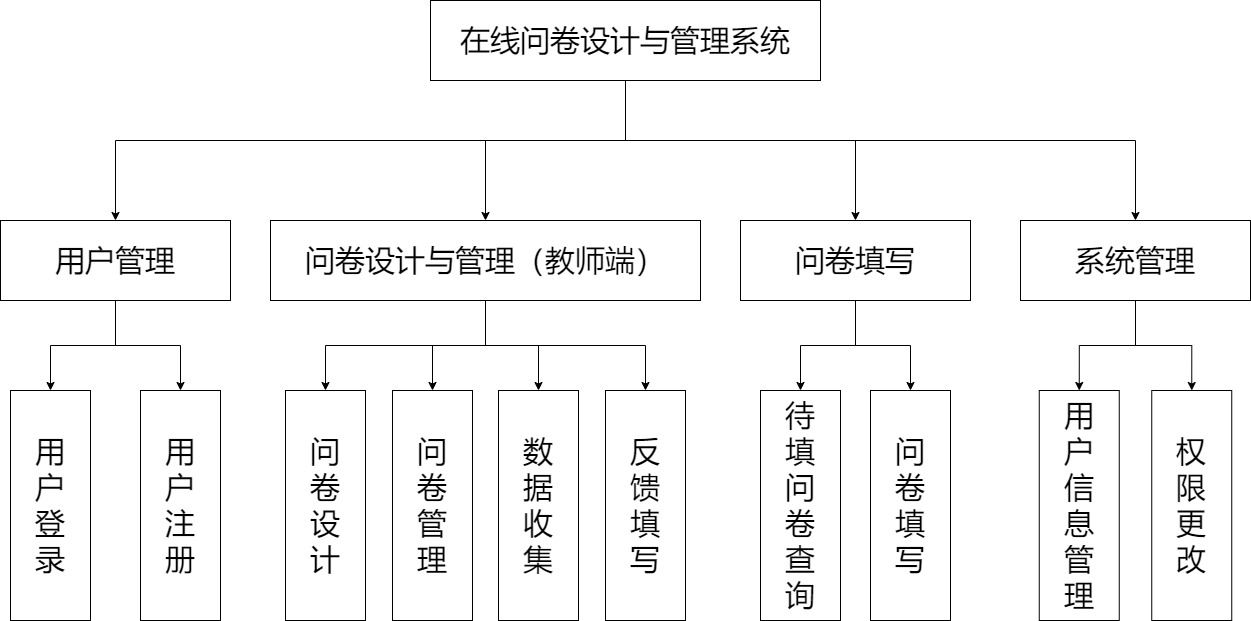 在线问卷设计与管理系统
用户管理
问卷设计与管理（教师端）
问卷填写
系统管理
用户登录
用户注册
问卷设计
问卷管理
数据收集
反馈填写
待填问卷查询
问卷填写
用户信息管理
权限更改